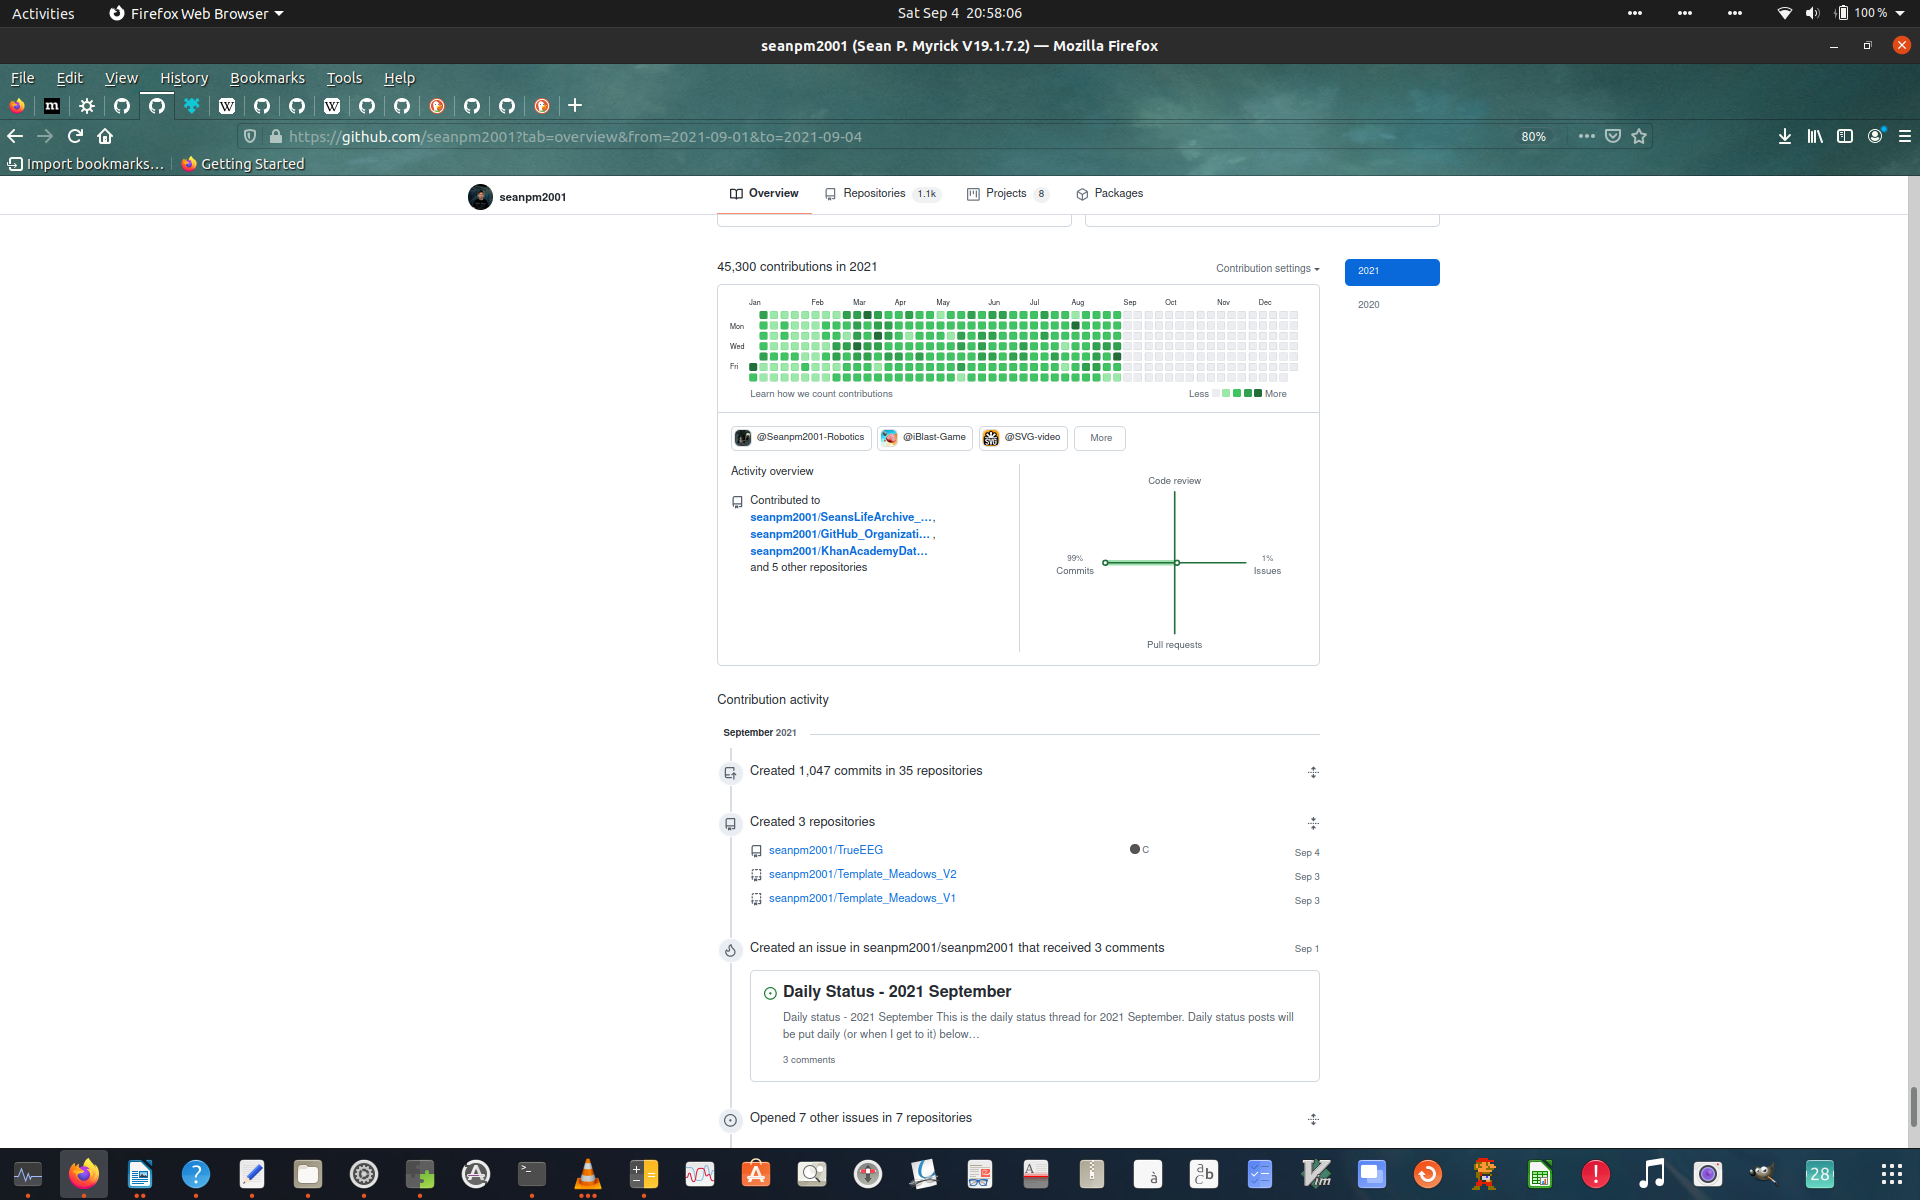 Activities
Firefox Web Browser
Sat Sep 4 20:58:06
100 %
seanpm2001 (Sean P. Myrick V19.1.7.2) — Mozilla Firefox
File Edit View History Bookmarks Tools Help
https://github.com/seanpm2001?tab=overview&from=2021-09-01&to=2021-09-04
80%
Import bookmarks…
Getting Started
seanpm2001
Overview
Repositories 1.1k
Projects 8
Packages
45,300 contributions in 2021
Contribution settings
2021
2020
Jan Feb Mar Apr May Jun Jul Aug Sep Oct Nov Dec
Mon
Wed
Fri
Learn how we count contributions
Less More
@Seanpm2001-Robotics
@iBlast-Game
@SVG-video
More
Activity overview
Contributed to
seanpm2001/SeansLifeArchive_…,
seanpm2001/GitHub_Organizati… ,
seanpm2001/KhanAcademyDat…
and 5 other repositories
Code review
99%
Commits
1%
Issues
Pull requests
Contribution activity
September 2021
Created 1,047 commits in 35 repositories
Created 3 repositories
seanpm2001/TrueEEG C Sep 4
seanpm2001/Template_Meadows_V2 Sep 3
seanpm2001/Template_Meadows_V1 Sep 3
Created an issue in seanpm2001/seanpm2001 that received 3 comments Sep 1
Daily Status - 2021 September
Daily status - 2021 September This is the daily status thread for 2021 September. Daily status posts will
be put daily (or when I get to it) below…
3 comments
Opened 7 other issues in 7 repositories
28